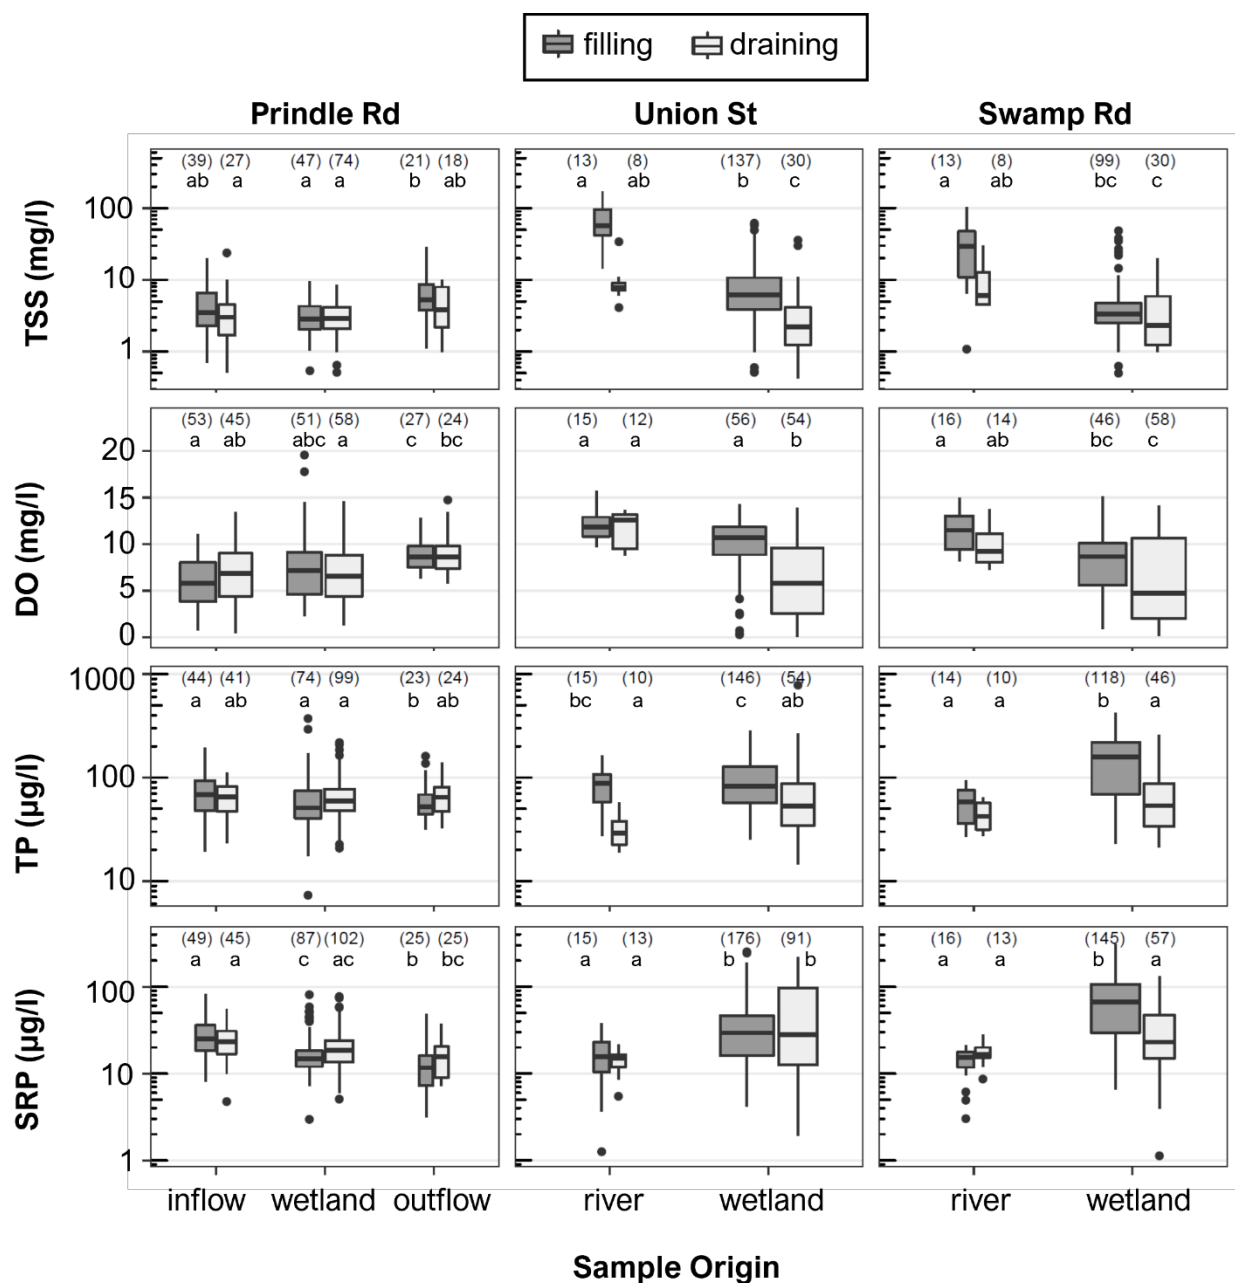 filling draining
Prindle Rd Union St Swamp Rd
(39) (27) (47) (74) (21) (18) (13) (8) (137) (30) (13) (8) (99) (30)
ab a a a b ab a ab b c a ab bc c
TSS (mg/l)
100
10
1
(53) (45) (51) (58) (27) (24) (15) (12) (56) (54) (16) (14) (46) (58)
a ab abc a c bc a a a b a ab bc c
DO (mg/l)
20
15
10
5
0
1000
(44) (41) (74) (99) (23) (24) (15) (10) (146) (54) (14) (10) (118) (46)
a ab a a b ab bc a c ab a a b a
TP (µg/l)
100
10
(49) (45) (87) (102) (25) (25) (15) (13) (176) (91) (16) (13) (145) (57)
a a c ac b bc a a b b a a b a
SRP (µg/l)
100
10
1
inflow wetland outflow river wetland river wetland
Sample Origin